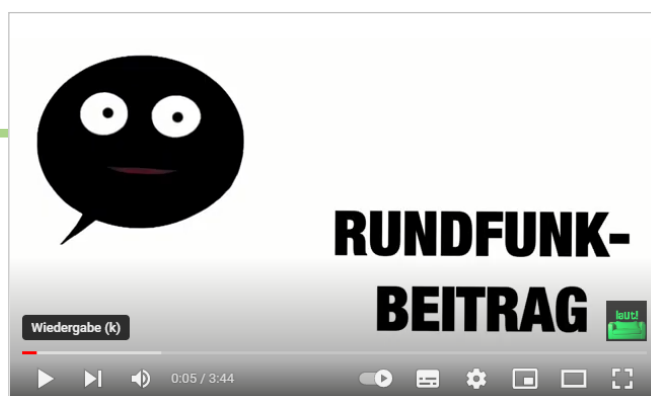 RUNDFUNK-
BEITRAG
laut!
Wiedergabe (k)
0:05 / 3:44